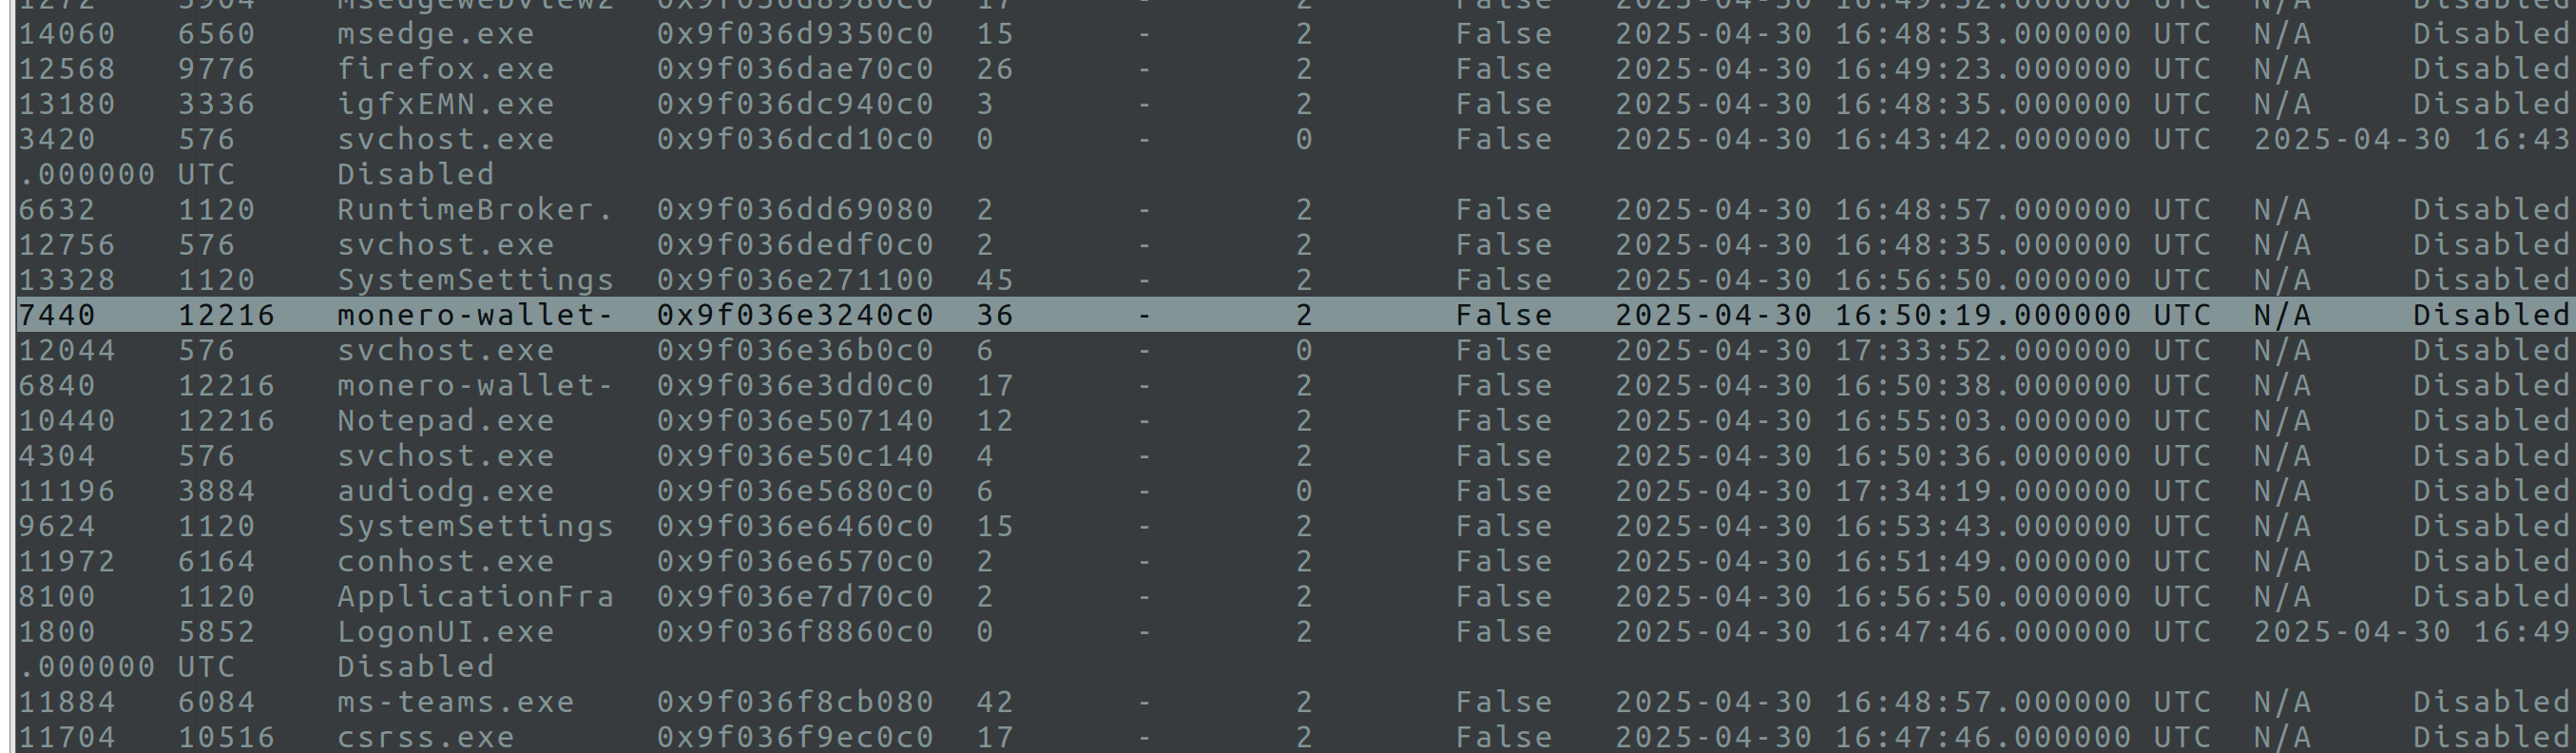 14060 6560 msedge.exe 0x9f036d9350c0 15 - 2 False 2025-04-30 16:48:53.000000 UTC N/A Disabled
12568 9776 firefox.exe 0x9f036dae70c0 26 - 2 False 2025-04-30 16:49:23.000000 UTC N/A Disabled
13180 3336 igfxEMN.exe 0x9f036dc940c0 3 - 2 False 2025-04-30 16:48:35.000000 UTC N/A Disabled
3420 576 svchost.exe 0x9f036dcd10c0 0 - 0 False 2025-04-30 16:43:42.000000 UTC 2025-04-30 16:43
.000000 UTC Disabled
6632 1120 RuntimeBroker. 0x9f036dd69080 2 - 2 False 2025-04-30 16:48:57.000000 UTC N/A Disabled
12756 576 svchost.exe 0x9f036dedf0c0 2 - 2 False 2025-04-30 16:48:35.000000 UTC N/A Disabled
13328 1120 SystemSettings 0x9f036e271100 45 - 2 False 2025-04-30 16:56:50.000000 UTC N/A Disabled
7440 12216 monero-wallet- 0x9f036e3240c0 36 - 2 False 2025-04-30 16:50:19.000000 UTC N/A Disabled
12044 576 svchost.exe 0x9f036e36b0c0 6 - 0 False 2025-04-30 17:33:52.000000 UTC N/A Disabled
6840 12216 monero-wallet- 0x9f036e3dd0c0 17 - 2 False 2025-04-30 16:50:38.000000 UTC N/A Disabled
10440 12216 Notepad.exe 0x9f036e507140 12 - 2 False 2025-04-30 16:55:03.000000 UTC N/A Disabled
4304 576 svchost.exe 0x9f036e50c140 4 - 2 False 2025-04-30 16:50:36.000000 UTC N/A Disabled
11196 3884 audiodg.exe 0x9f036e5680c0 6 - 0 False 2025-04-30 17:34:19.000000 UTC N/A Disabled
9624 1120 SystemSettings 0x9f036e6460c0 15 - 2 False 2025-04-30 16:53:43.000000 UTC N/A Disabled
11972 6164 conhost.exe 0x9f036e6570c0 2 - 2 False 2025-04-30 16:51:49.000000 UTC N/A Disabled
8100 1120 ApplicationFra 0x9f036e7d70c0 2 - 2 False 2025-04-30 16:56:50.000000 UTC N/A Disabled
1800 5852 LogonUI.exe 0x9f036f8860c0 0 - 2 False 2025-04-30 16:47:46.000000 UTC 2025-04-30 16:49
.000000 UTC Disabled
11884 6084 ms-teams.exe 0x9f036f8cb080 42 - 2 False 2025-04-30 16:48:57.000000 UTC N/A Disabled
11704 10516 csrss.exe 0x9f036f9ec0c0 17 - 2 False 2025-04-30 16:47:46.000000 UTC N/A Disabled